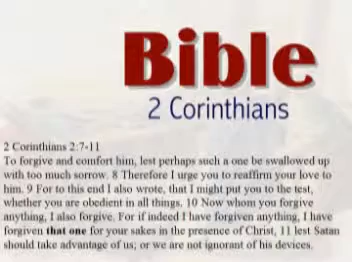 Bible
2 Corinthians
2 Corinthians 2:7-11
To forgive and comfort him, lest perhaps such a one be swallowed up
with too much sorrow. 8 Therefore I urge you to reaffirm your love to
him. 9 For to this end I also wrote, that I might put you to the test,
whether you are obedient in all things. 10 Now whom you forgive
anything, I also forgive. For if indeed I have forgiven anything, I have
forgiven that one for your sakes in the presence of Christ, 11 lest Satan
should take advantage of us; or we are not ignorant of his devices.